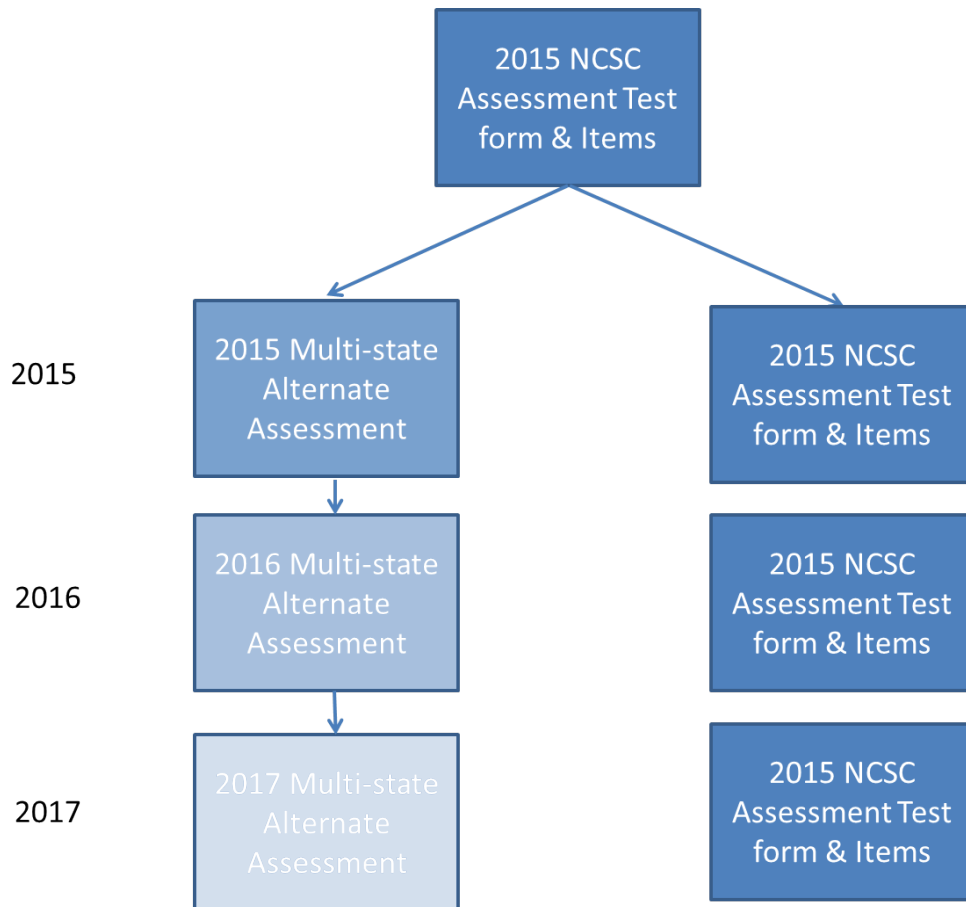 2015 NCSC
Assessment Test
form & Items
2015
2015 Multi-state
Alternate
Assessment
2015 NCSC
Assessment Test
form & Items
2016
2016 Multi-state
Alternate
Assessment
2015 NCSC
Assessment Test
form & Items
2017
2017 Multi-state
Alternate
Assessment
2015 NCSC
Assessment Test
form & Items